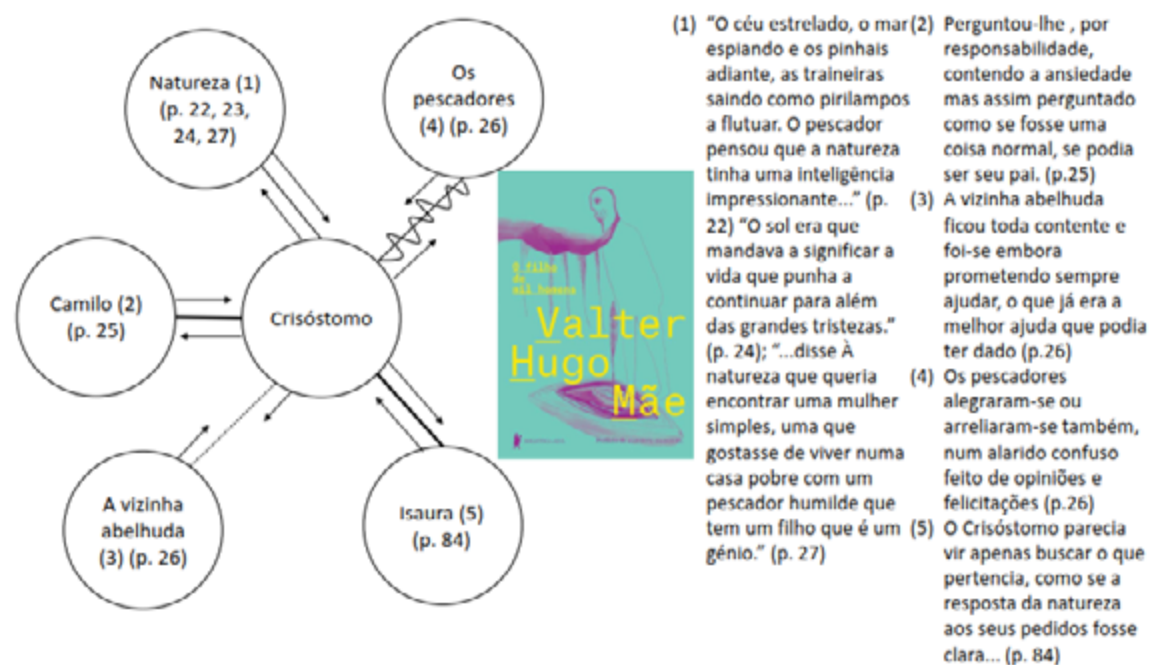 Natureza (1)
(p. 22, 23,
24, 27)
Os
pescadores
(4) (p. 26)
Camilo (2)
(p. 25)
Crisóstomo
A vizinha
abelhuda
(3) (p. 26)
Isaura (5)
(p. 84)
O filho
de
mil homens
Valter
Hugo
Mãe
(1) “O céu estrelado, o mar
espiando e os pinhais
adiante, as traineiras
saindo como pirilampos
a flutuar. O pescador
pensou que a natureza
tinha uma inteligência
impressionante...” (p.
22) “O sol era que
mandava a significar a
vida que punha a
continuar para além
das grandes tristezas.”
(p. 24); “...disse À
natureza que queria
encontrar uma mulher
simples, uma que
gostasse de viver numa
casa pobre com um
pescador humilde que
tem um filho que é um
génio.” (p. 27)
(2) Perguntou-lhe , por
responsabilidade,
contendo a ansiedade
mas assim perguntado
como se fosse uma
coisa normal, se podia
ser seu pai. (p.25)
(3) A vizinha abelhuda
ficou toda contente e
foi-se embora
prometendo sempre
ajudar, o que já era a
melhor ajuda que podia
ter dado (p.26)
(4) Os pescadores
alegraram-se ou
arreliaram-se também,
num alarido confuso
feito de opiniões e
felicitações (p.26)
(5) O Crisóstomo parecia
vir apenas buscar o que
pertencia, como se a
resposta da natureza
aos seus pedidos fosse
clara... (p. 84)